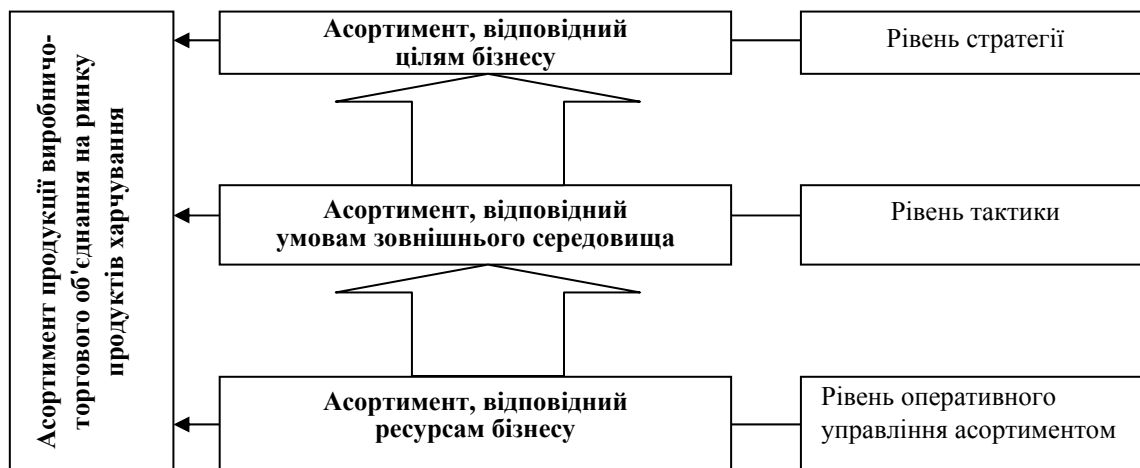 Асортимент продукції виробничо-
торгового об'єднання на ринку
продуктів харчування
Асортимент, відповідний
цілям бізнесу
Рівень стратегії
Асортимент, відповідний
умовам зовнішнього середовища
Рівень тактики
Асортимент, відповідний
ресурсам бізнесу
Рівень оперативного
управління асортиментом